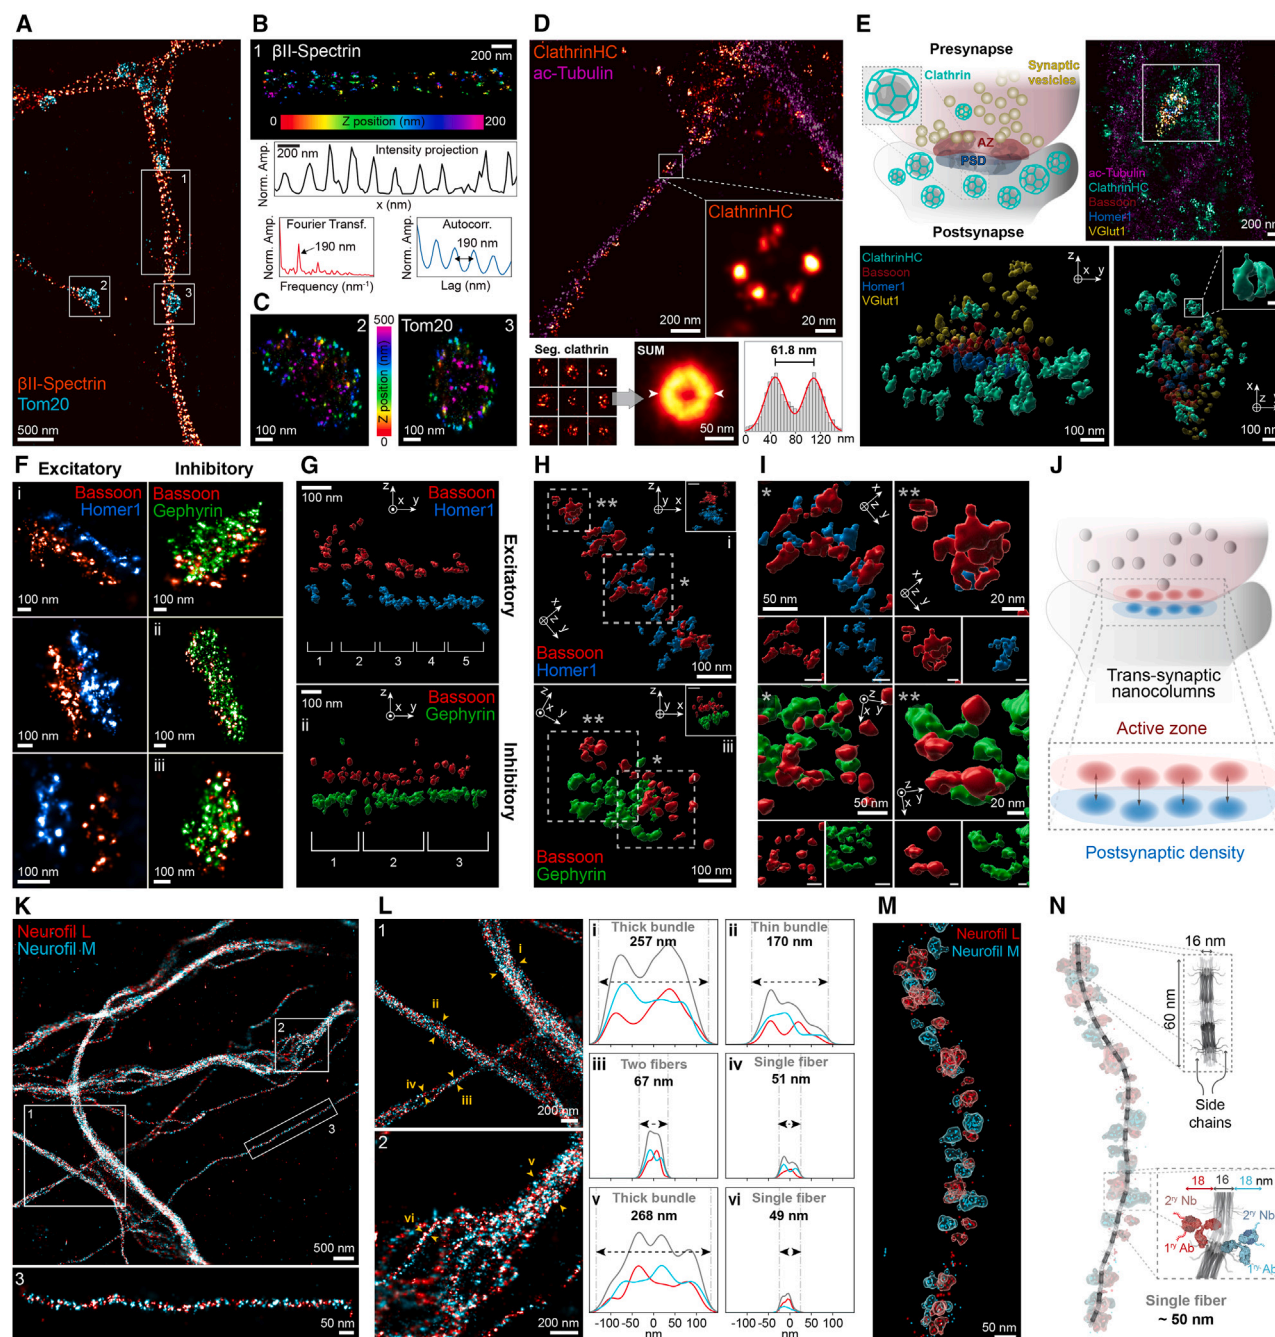 A
1
2
3
βII-Spectrin
Tom20
500 nm
B
1 βII-Spectrin
200 nm
0 Z position (nm) 200
200 nm
Intensity projection
Norm. Amp.
x (nm)
Fourier Transf.
190 nm
Norm. Amp.
Frequency (nm⁻¹)
Autocorr.
190 nm
Norm. Amp.
Lag (nm)
C
2
100 nm
500
Z position (nm)
0
Tom20 3
100 nm
D
ClathrinHC
ac-Tubulin
200 nm
ClathrinHC
20 nm
Seg. clathrin
SUM
50 nm
61.8 nm
0 40 80 120 nm
E
Presynapse
Clathrin
Synaptic
vesicles
AZ
PSD
Postsynapse
ac-Tubulin
ClathrinHC
Bassoon
Homer1
VGlut1
200 nm
ClathrinHC
Bassoon
Homer1
VGlut1
z
x y
100 nm
x
z y
100 nm
F
Excitatory
Inhibitory
i
Bassoon
Homer1
100 nm
Bassoon
Gephyrin
100 nm
ii
100 nm
100 nm
iii
100 nm
100 nm
G
100 nm
z
x y
Bassoon
Homer1
Excitatory
1 2 3 4 5
100 nm
z
x y
Bassoon
Gephyrin
ii
Inhibitory
1 2 3
H
**
z
y x
i
*
z
x
y
Bassoon
Homer1
100 nm
z
x
y
**
z
x y
iii
*
Bassoon
Gephyrin
100 nm
I
*
x
z
y
50 nm
**
x
z
y
20 nm
*
x y
z
50 nm
**
z
x y
20 nm
J
Trans-synaptic
nanocolumns
Active zone
Postsynaptic density
K
Neurofil L
Neurofil M
1
2
3
500 nm
3
50 nm
L
1
i
ii
iv
iii
200 nm
2
v
vi
200 nm
i
Thick bundle
257 nm
ii
Thin bundle
170 nm
iii
Two fibers
67 nm
iv
Single fiber
51 nm
v
Thick bundle
268 nm
vi
Single fiber
49 nm
-100 -50 0 50 100
nm
-100 -50 0 50 100
nm
M
Neurofil L
Neurofil M
50 nm
N
16 nm
60 nm
Side
chains
18 16 18 nm
2ʳʸ Nb
1ʳʸ Ab
2ʳʸ Nb
1ʳʸ Ab
Single fiber
~ 50 nm